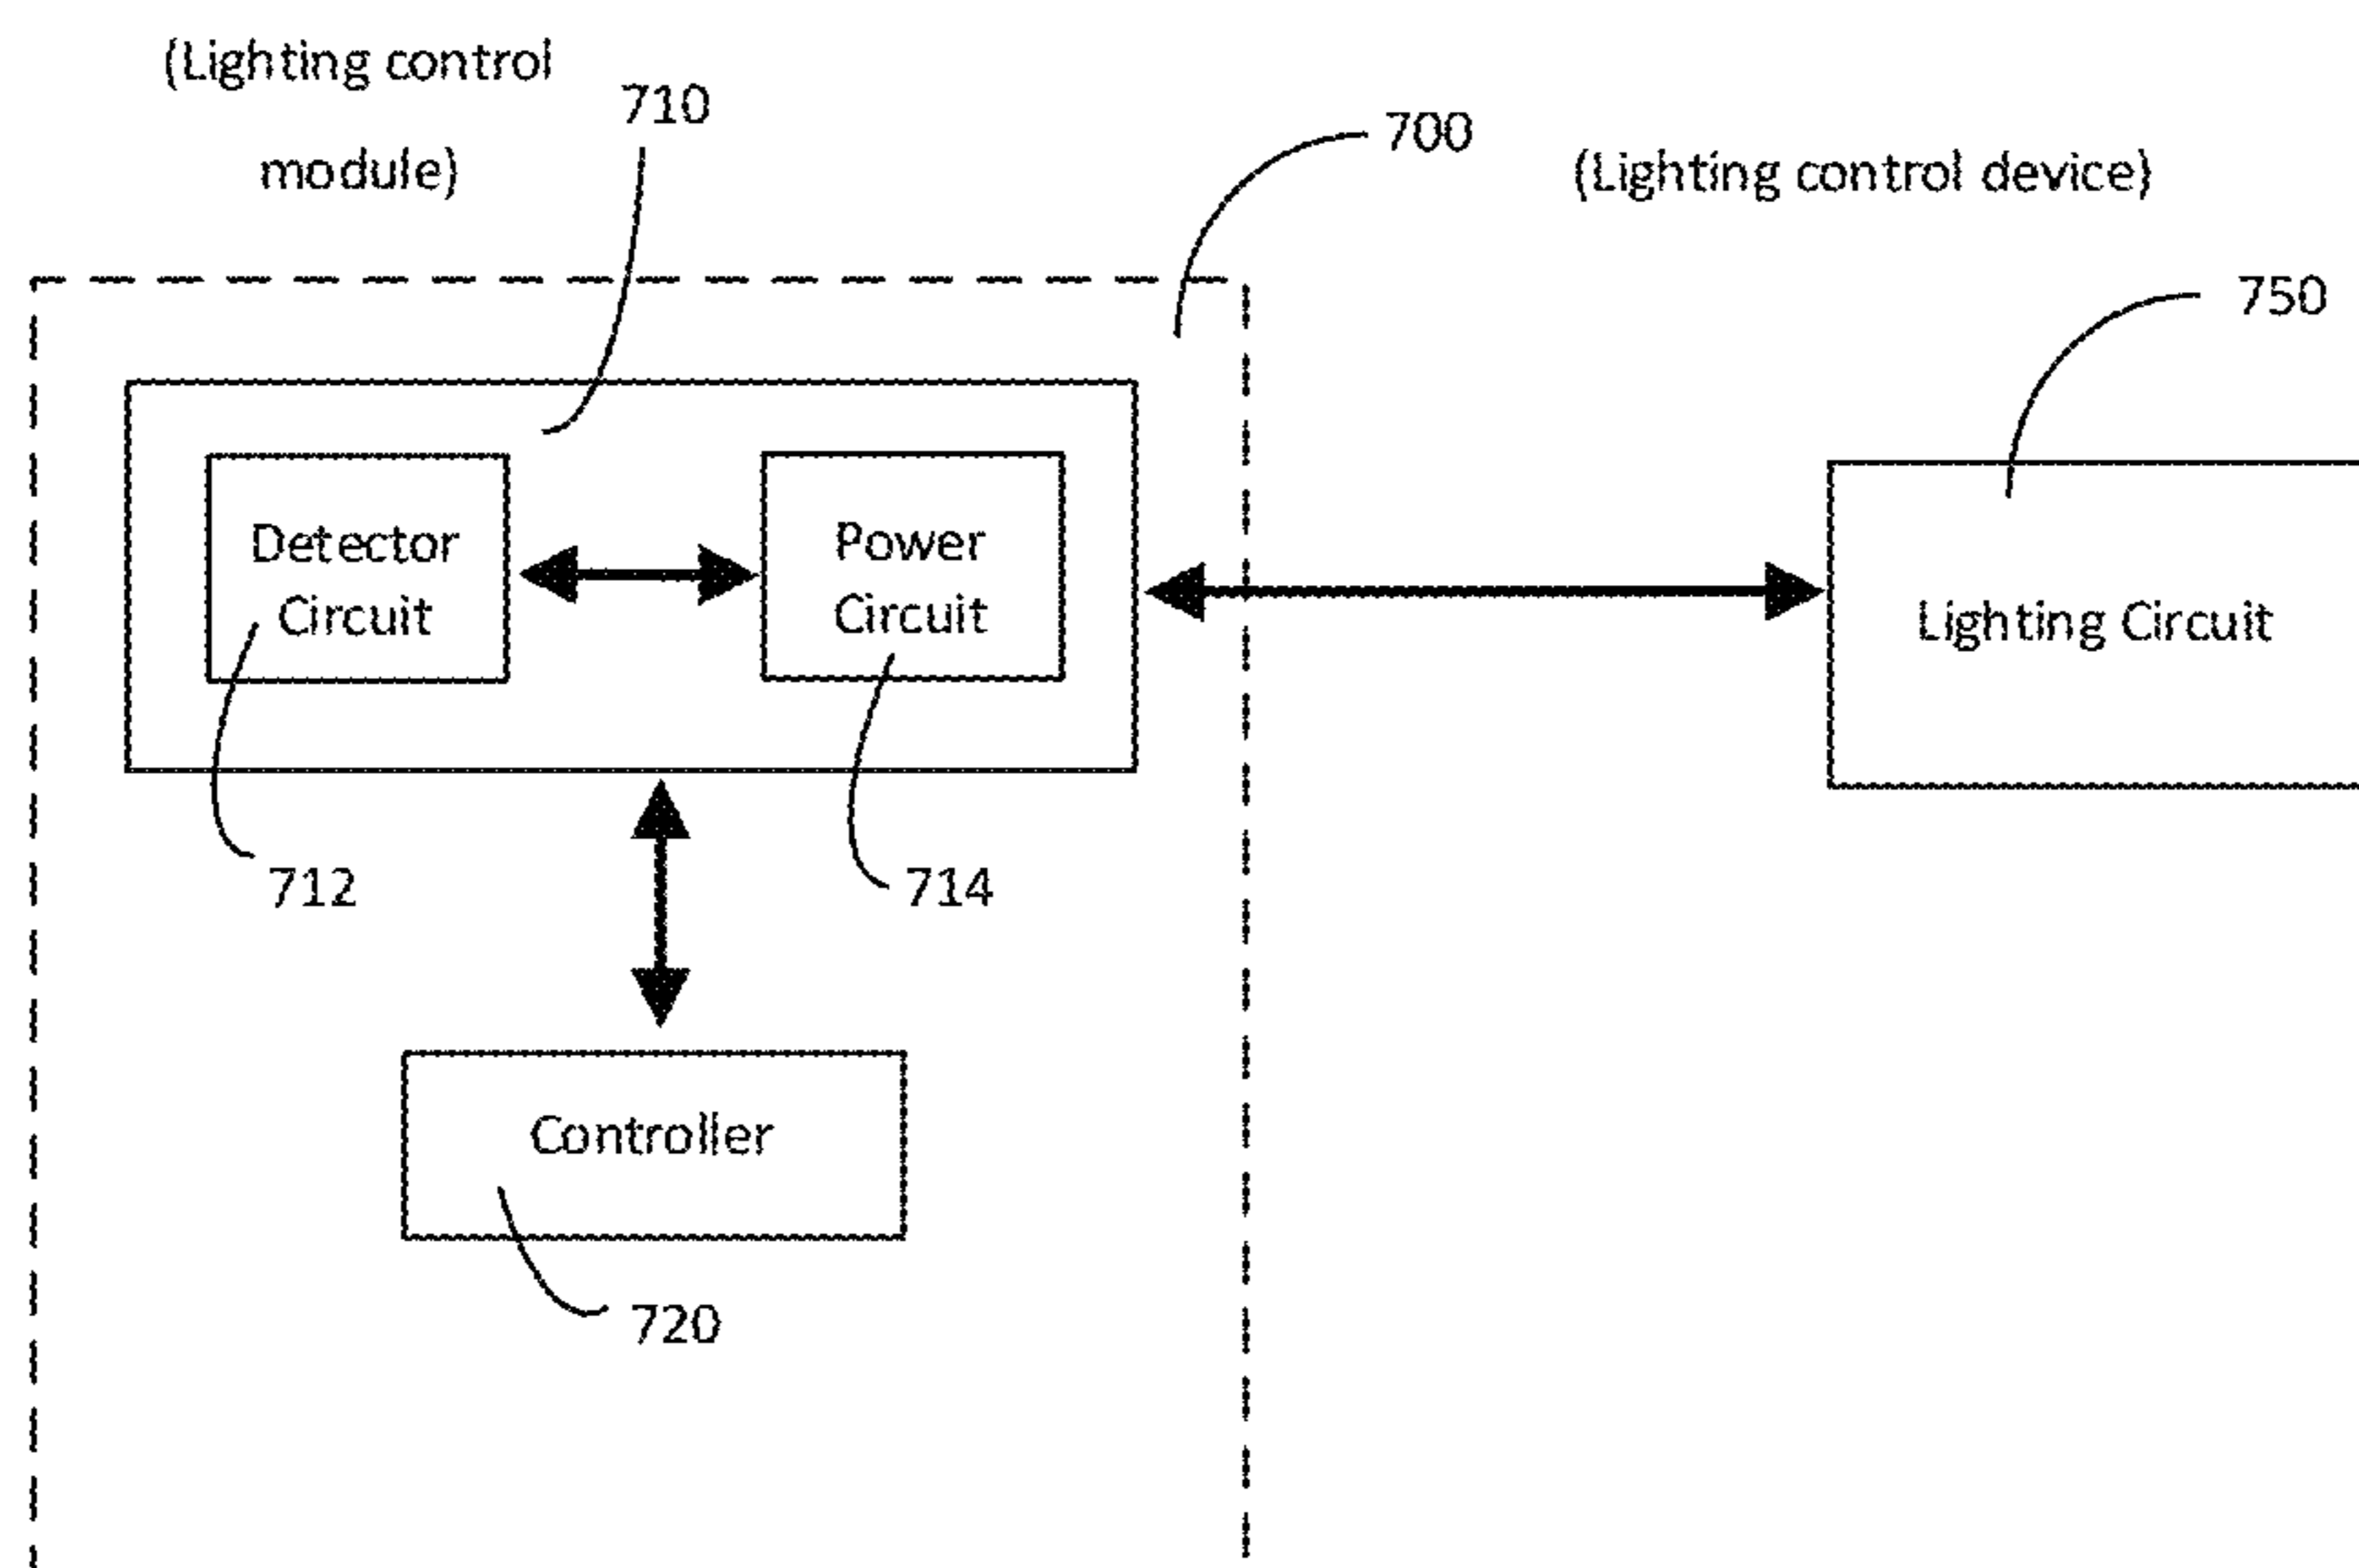 (Lighting control
module)
710
700
(Lighting control device)
750
Detector
Circuit
Power
Circuit
Lighting Circuit
712
714
Controller
720